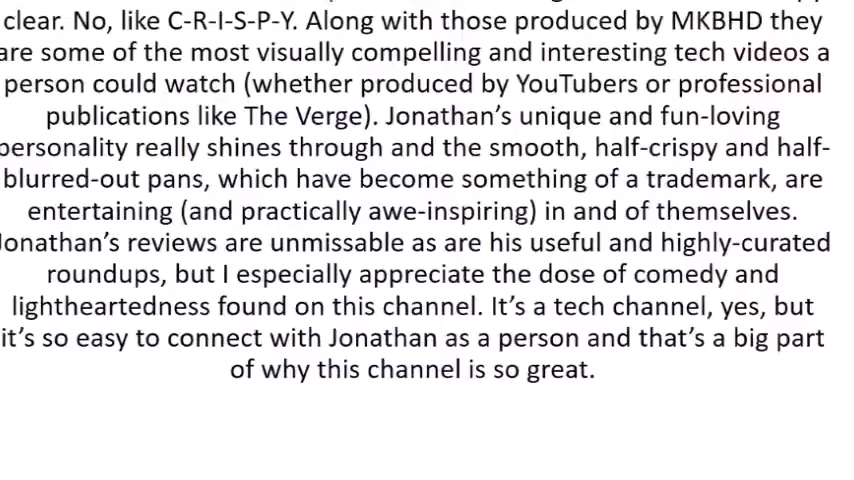 clear. No, like C-R-I-S-P-Y. Along with those produced by MKBHD they
are some of the most visually compelling and interesting tech videos a
person could watch (whether produced by YouTubers or professional
publications like The Verge). Jonathan’s unique and fun-loving
personality really shines through and the smooth, half-crispy and half-
blurred-out pans, which have become something of a trademark, are
entertaining (and practically awe-inspiring) in and of themselves.
Jonathan’s reviews are unmissable as are his useful and highly-curated
roundups, but I especially appreciate the dose of comedy and
lightheartedness found on this channel. It’s a tech channel, yes, but
it’s so easy to connect with Jonathan as a person and that’s a big part
of why this channel is so great.